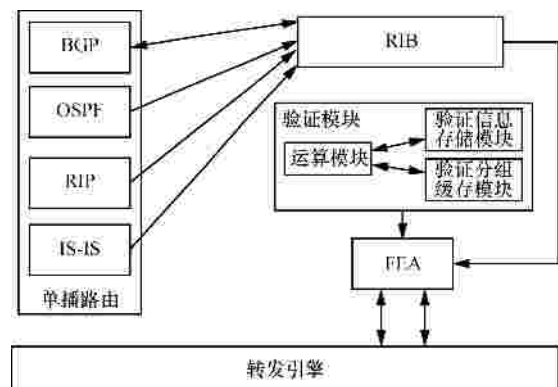 BGP
RIB
OSPF
RIP
IS-IS
单播路由
验证模块
运算模块
验证信息
存储模块
验证分组
缓存模块
FEA
转发引擎